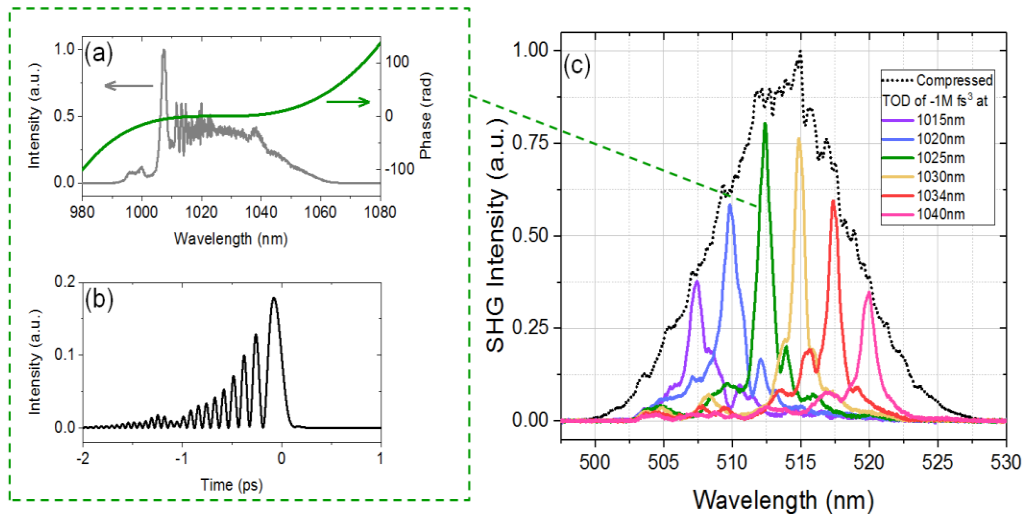 (a)
Intensity (a.u.)
1.0
0.5
0.0
100
0
-100
Phase (rad)
980
1000
1020
1040
1060
1080
Wavelength (nm)
(b)
Intensity (a.u.)
0.2
0.1
0.0
-2
-1
0
1
Time (ps)
(c)
SHG Intensity (a.u.)
1.00
0.75
0.50
0.25
0.00
Compressed
TOD of -1M fs³ at
1015nm
1020nm
1025nm
1030nm
1034nm
1040nm
500
505
510
515
520
525
530
Wavelength (nm)